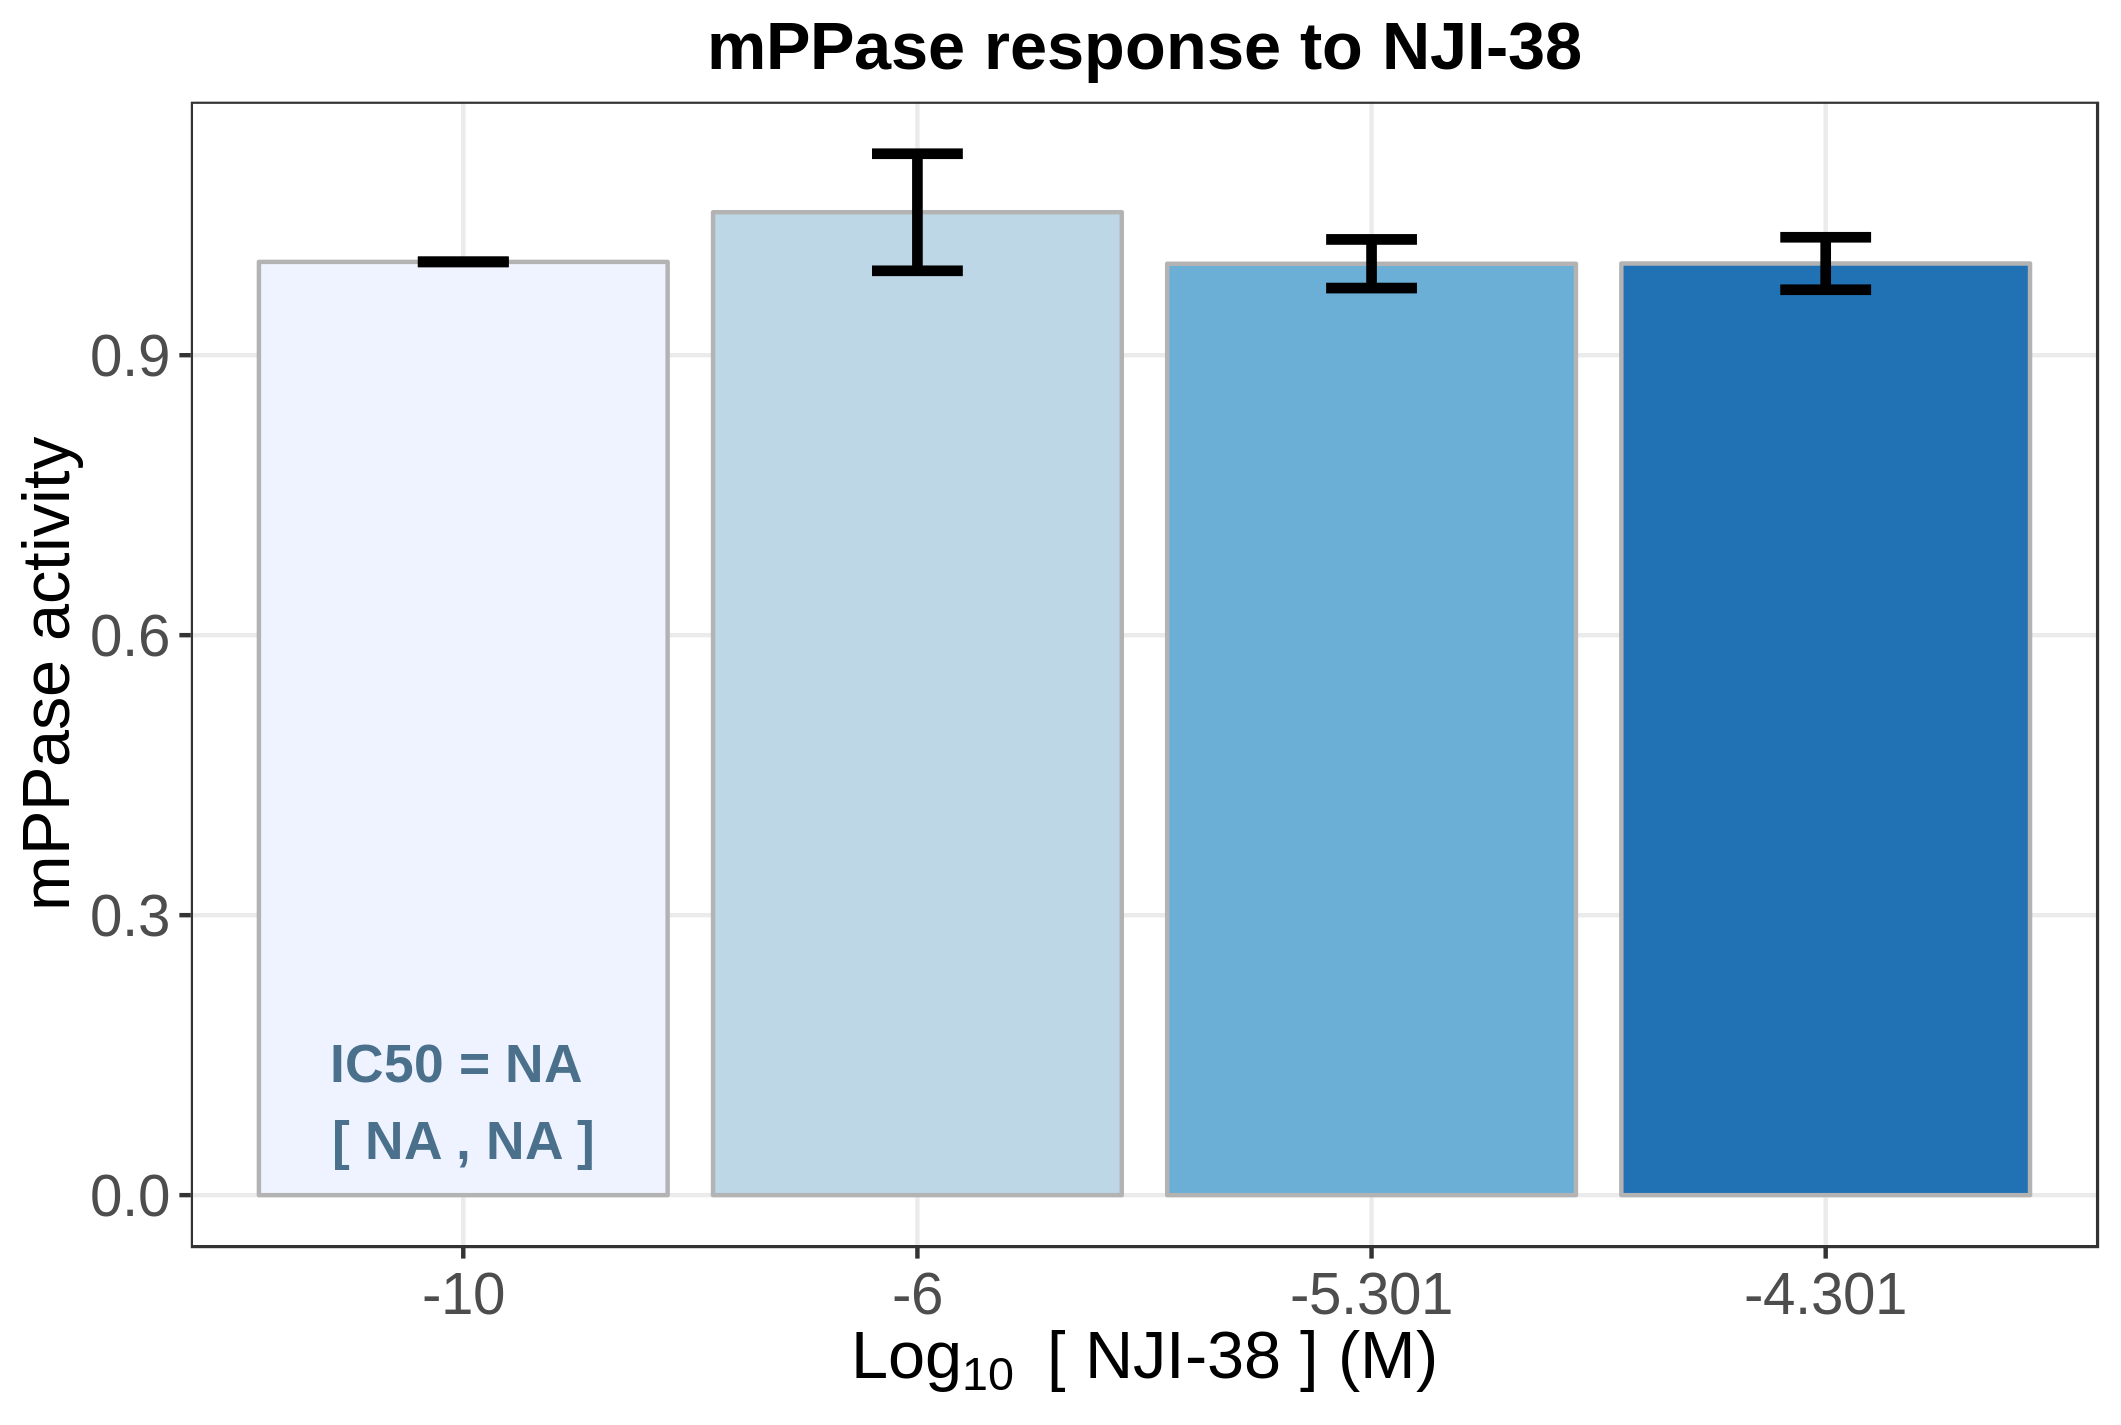 mPPase response to NJI-38
mPPase activity
0.9
0.6
0.3
0.0
IC50 = NA
[ NA , NA ]
-10
-6
-5.301
-4.301
Log₁₀ [ NJI-38 ] (M)